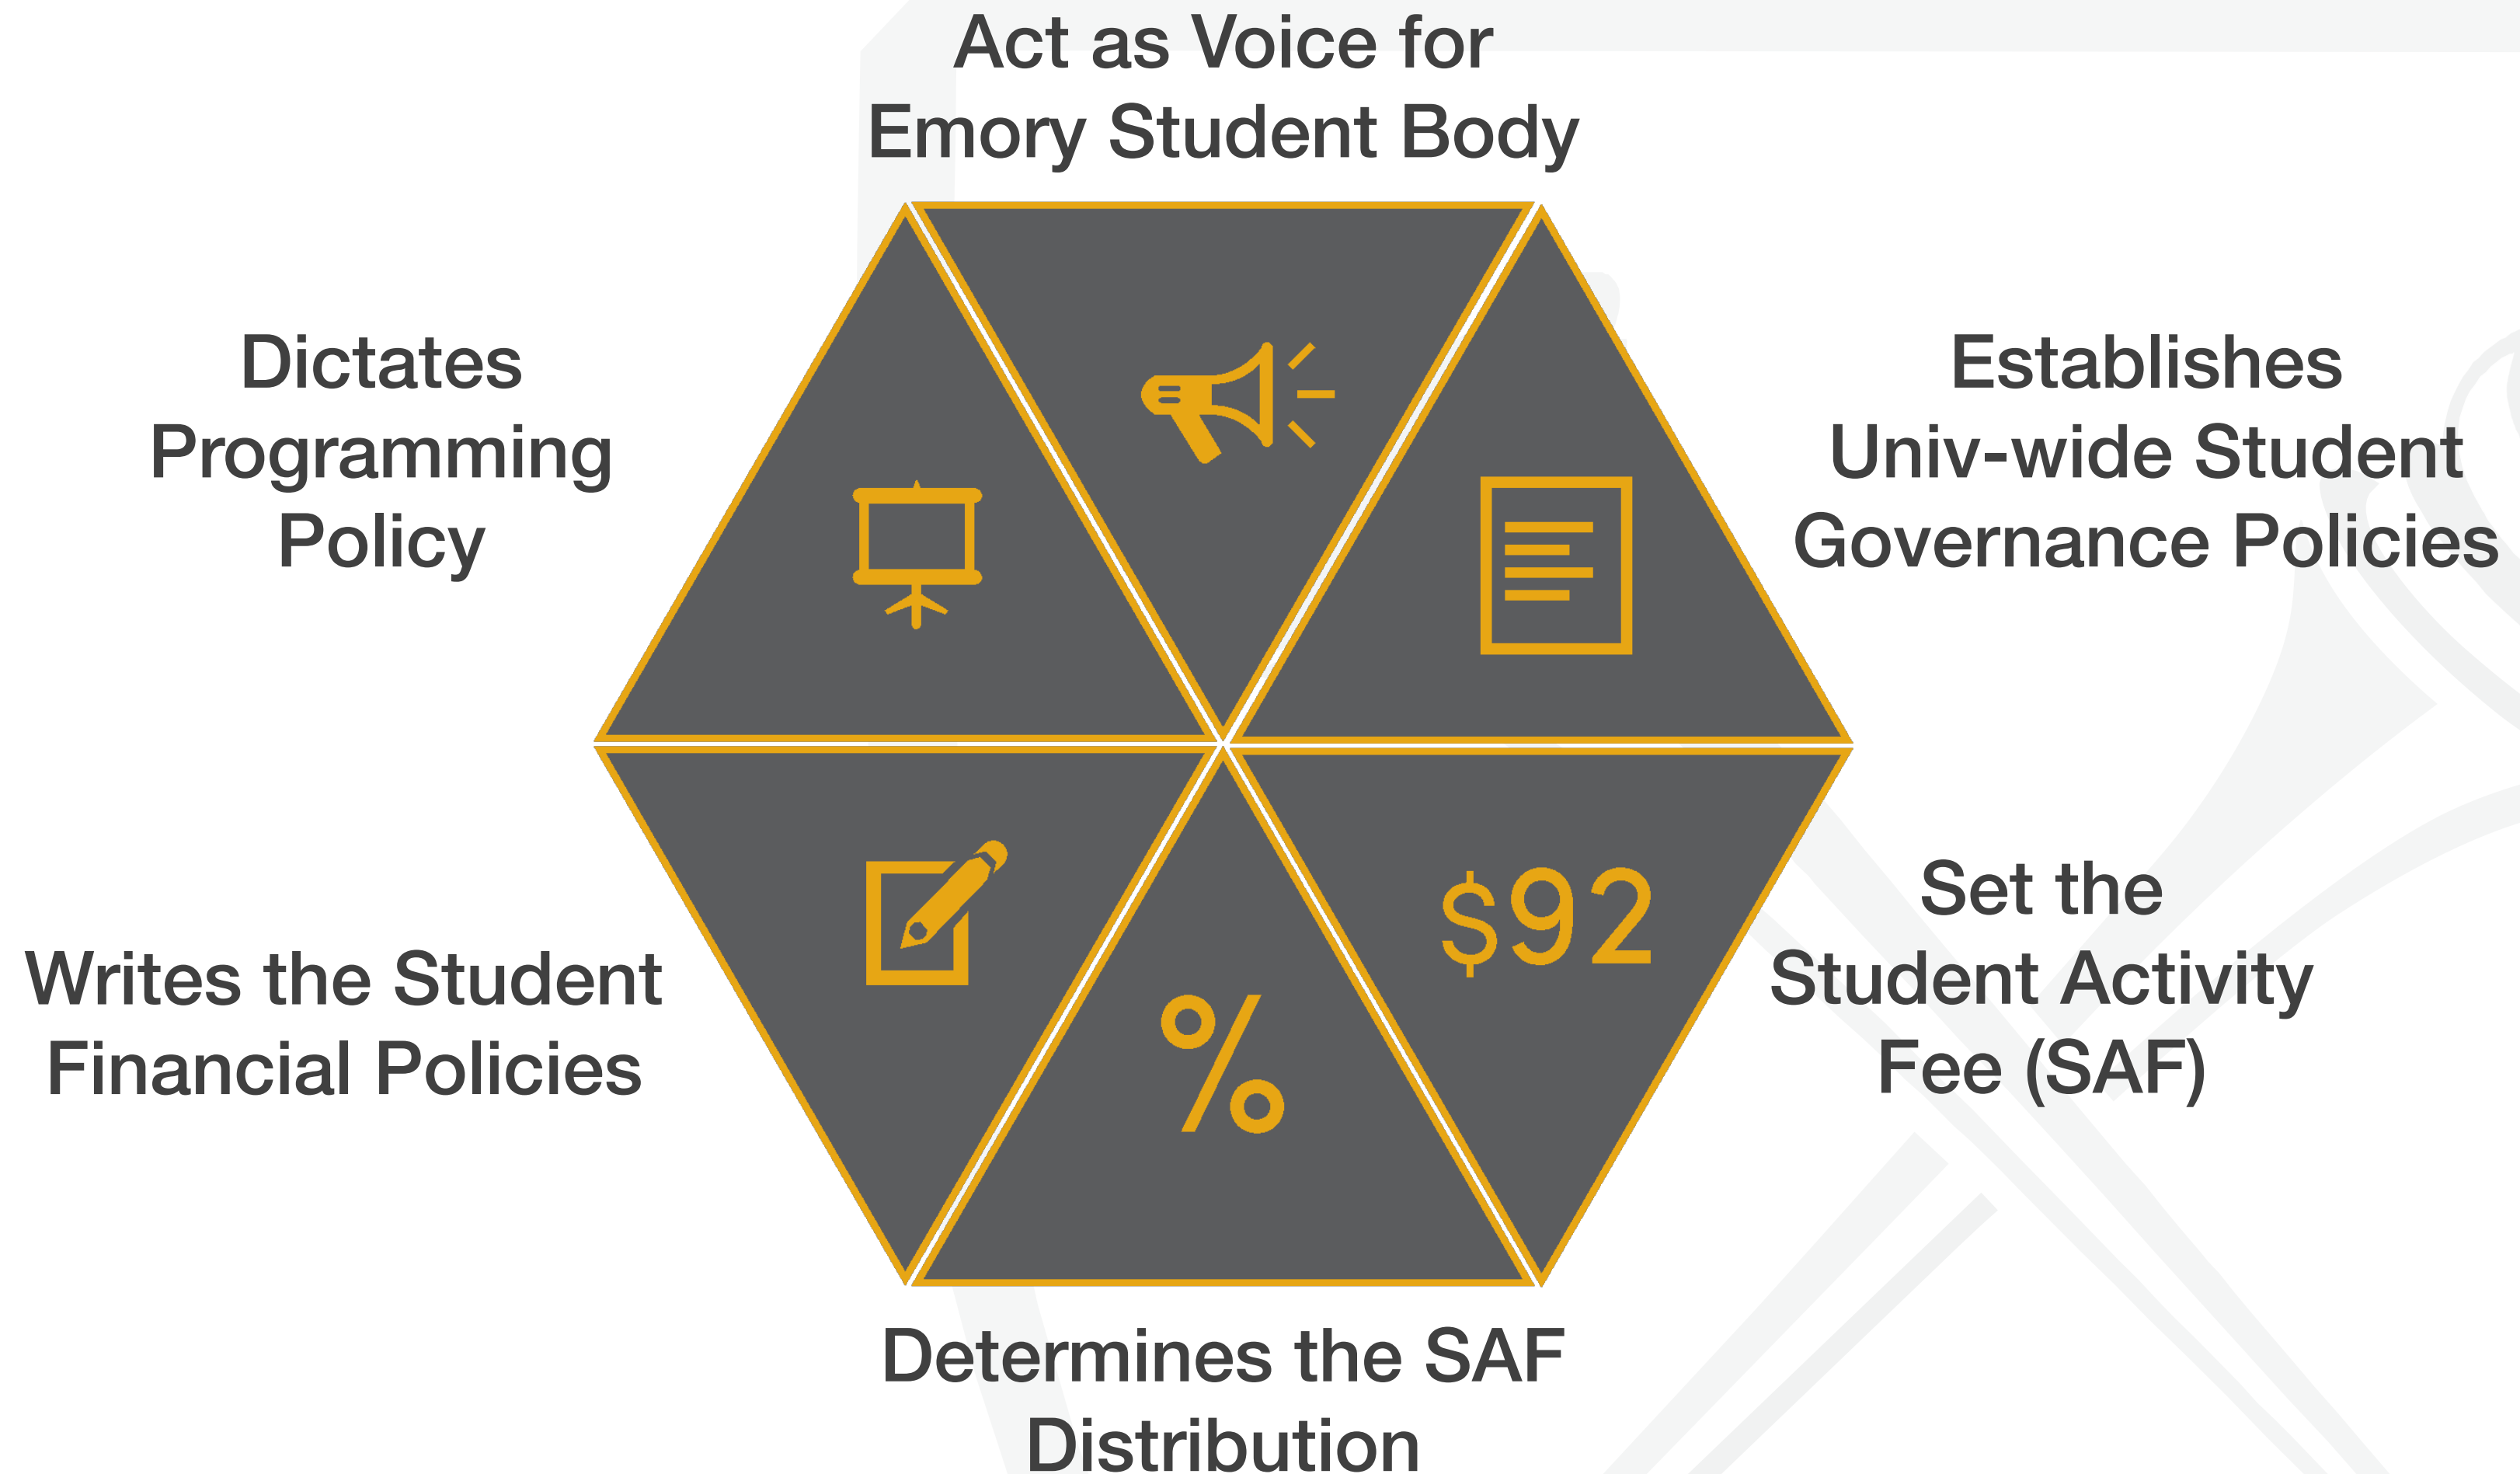 Act as Voice for
Emory Student Body
Dictates
Programming
Policy
Establishes
Univ-wide Student
Governance Policies
Writes the Student
Financial Policies
%
$92
Set the
Student Activity
Fee (SAF)
Determines the SAF
Distribution